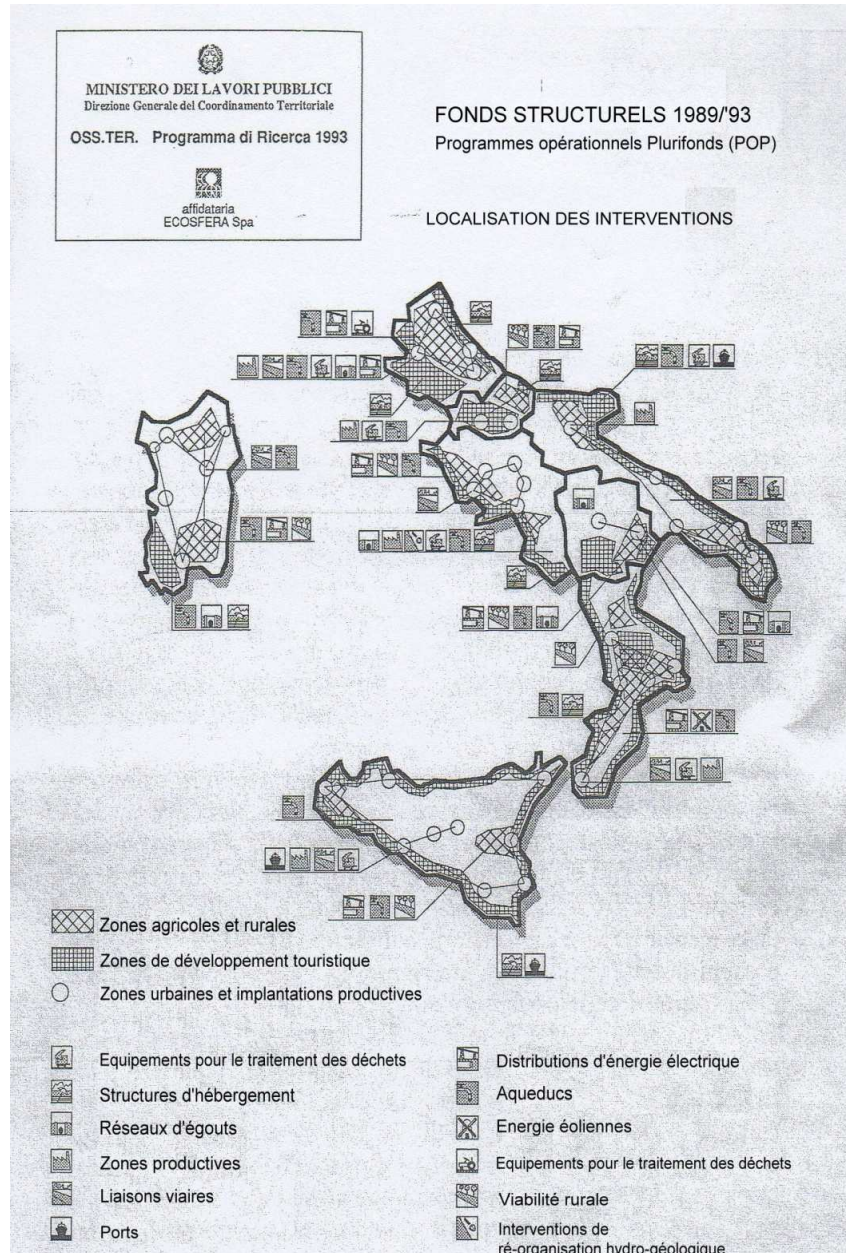 MINISTERO DEI LAVORI PUBBLICI
Direzione Generale del Coordinamento Territoriale
OSS.TER. Programma di Ricerca 1993
affidataria
ECOSFERA Spa
FONDS STRUCTURELS 1989/'93
Programmes opérationnels Plurifonds (POP)
LOCALISATION DES INTERVENTIONS
Zones agricoles et rurales
Zones de développement touristique
Zones urbaines et implantations productives
Equipements pour le traitement des déchets
Structures d'hébergement
Réseaux d'égouts
Zones productives
Liaisons viaires
Ports
Distributions d'énergie électrique
Aqueducs
Energie éoliennes
Equipements pour le traitement des déchets
Viabilité rurale
Interventions de
ré-organisation hydro-géologique